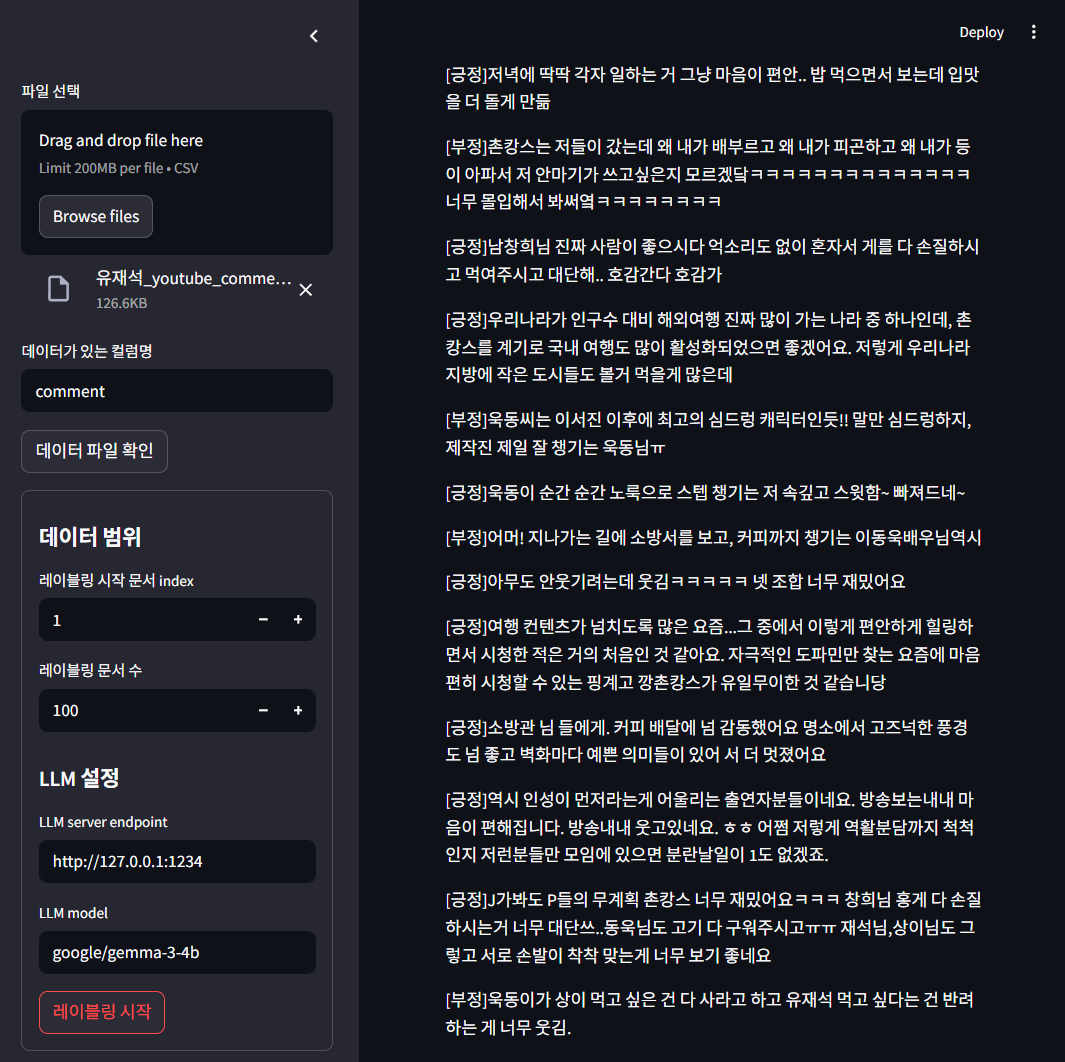 파일 선택
Drag and drop file here
Limit 200MB per file • CSV
Browse files
유재석_youtube_comme...
126.6KB
데이터가 있는 컬럼명
comment
데이터 파일 확인
데이터 범위
레이블링 시작 문서 index
1
레이블링 문서 수
100
LLM 설정
LLM server endpoint
http://127.0.0.1:1234
LLM model
google/gemma-3-4b
레이블링 시작
Deploy
[긍정]저녁에 딱딱 각자 일하는 거 그냥 마음이 편안.. 밥 먹으면서 보는데 입맛
을 더 돌게 만듦
[부정]촌캉스는 저들이 갔는데 왜 내가 배부르고 왜 내가 피곤하고 왜 내가 등
이 아파서 저 안마기가 쓰고싶은지 모르겠닼ㅋㅋㅋㅋㅋㅋㅋㅋㅋㅋㅋㅋㅋㅋ
너무 몰입해서 봐써옄ㅋㅋㅋㅋㅋㅋㅋㅋ
[긍정]남창희님 진짜 사람이 좋으시다 억소리도 없이 혼자서 게를 다 손질하시
고 먹여주시고 대단해.. 호감간다 호감가
[긍정]우리나라가 인구수 대비 해외여행 진짜 많이 가는 나라 중 하나인데, 촌
캉스를 계기로 국내 여행도 많이 활성화되었으면 좋겠어요. 저렇게 우리나라
지방에 작은 도시들도 볼거 먹을게 많은데
[부정]욱동씨는 이서진 이후에 최고의 심드렁 캐릭터인듯!! 말만 심드렁하지,
제작진 제일 잘 챙기는 욱동님ㅠ
[긍정]욱동이 순간 순간 노룩으로 스텝 챙기는 저 속깊고 스윗함~ 빠져드네~
[부정]어머! 지나가는 길에 소방서를 보고, 커피까지 챙기는 이동욱배우님역시
[긍정]아무도 안웃기려는데 웃김ㅋㅋㅋㅋㅋ 넷 조합 너무 재밌어요
[긍정]여행 컨텐츠가 넘치도록 많은 요즘...그 중에서 이렇게 편안하게 힐링하
면서 시청한 적은 거의 처음인 것 같아요. 자극적인 도파민만 찾는 요즘에 마음
편히 시청할 수 있는 핑계고 깡촌캉스가 유일무이한 것 같습니당
[긍정]소방관 님 들에게. 커피 배달에 넘 감동했어요 명소에서 고즈넉한 풍경
도 넘 좋고 벽화마다 예쁜 의미들이 있어 서 더 멋졌어요
[긍정]역시 인성이 먼저라는게 어울리는 출연자분들이네요. 방송보는내내 마
음이 편해집니다. 방송내내 웃고있네요. ㅎㅎ 어쩜 저렇게 역활분담까지 척척
인지 저런분들만 모임에 있으면 분란날일이 1도 없겠죠.
[긍정]J가봐도 P들의 무계획 촌캉스 너무 재밌어요ㅋㅋㅋ 창희님 홍게 다 손질
하시는거 너무 대단쓰..동욱님도 고기 다 구워주시고ㅠㅠ 재석님,상이님도 그
렇고 서로 손발이 착착 맞는게 너무 보기 좋네요
[부정]욱동이가 상이 먹고 싶은 건 다 사라고 하고 유재석 먹고 싶다는 건 반려
하는 게 너무 웃김.